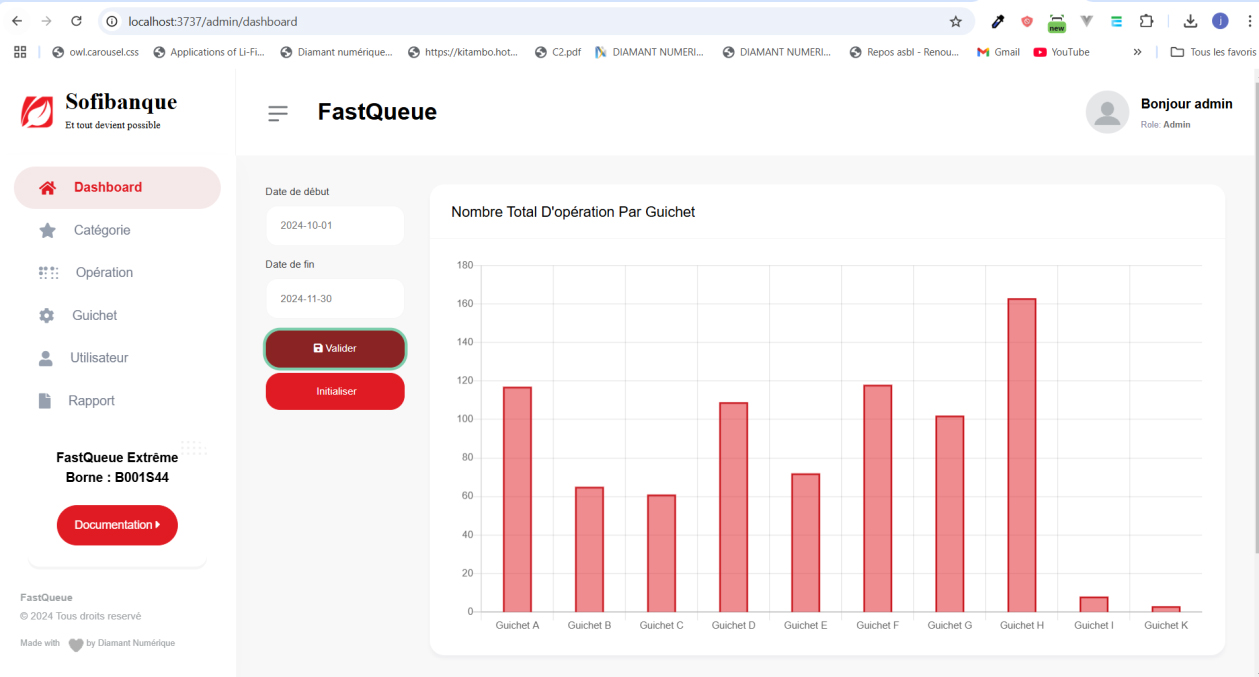 localhost:3737/admin/dashboard
new
j
owl.carousel.css
Applications of Li-Fi...
Diamant numérique...
https://kitambo.hot...
C2.pdf
DIAMANT NUMERI...
DIAMANT NUMERI...
Repos asbl - Renou...
Gmail
YouTube
»
Tous les favoris
Sofibanque
Et tout devient possible
FastQueue
Bonjour admin
Role: Admin
Dashboard
Catégorie
Opération
Guichet
Utilisateur
Rapport
FastQueue Extrême
Borne : B001S44
Documentation
FastQueue
© 2024 Tous droits reservé
Made with by Diamant Numérique
Date de début
2024-10-01
Date de fin
2024-11-30
Valider
Initialiser
Nombre Total D'opération Par Guichet
180
160
140
120
100
80
60
40
20
0
Guichet A Guichet B Guichet C Guichet D Guichet E Guichet F Guichet G Guichet H Guichet I Guichet K